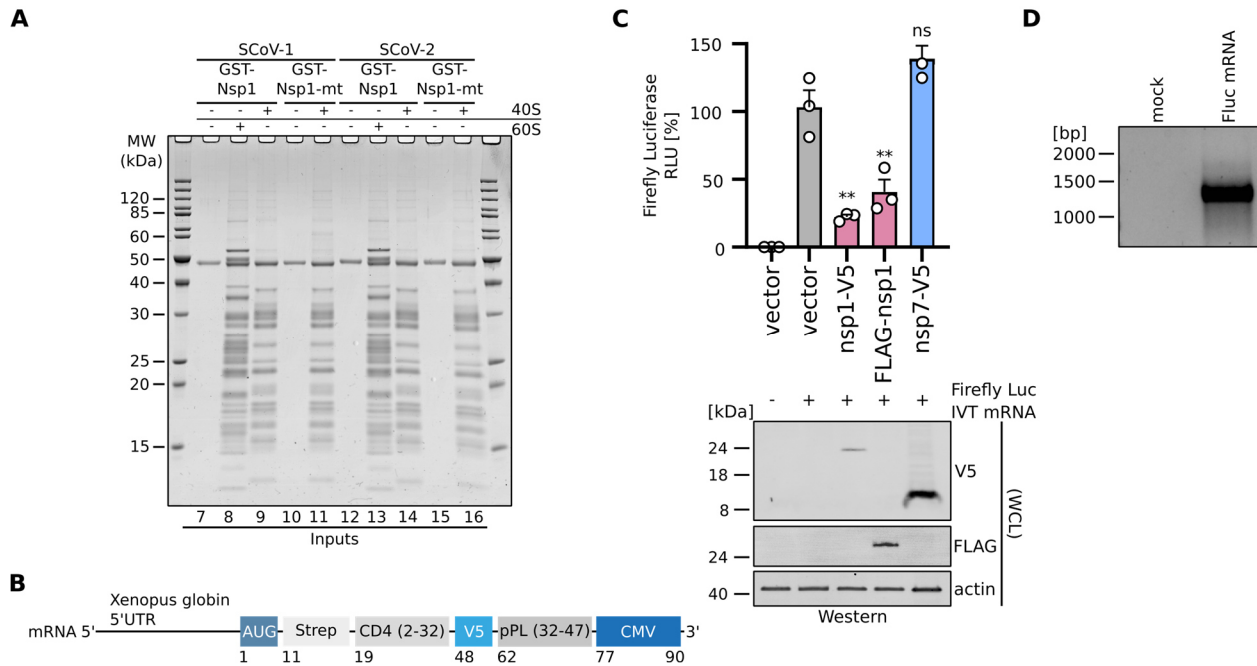 A
SCoV-1 SCoV-2
GST- GST- GST- GST-
Nsp1 Nsp1-mt Nsp1 Nsp1-mt
- - + - + - - + - + 40S
- + - - - - + - - - 60S
MW
(kDa)
120
85
60
50
40
30
25
20
15
7 8 9 10 11 12 13 14 15 16
Inputs
B
Xenopus globin
5'UTR
mRNA 5' AUG Strep CD4 (2-32) V5 pPL (32-47) CMV 3'
1 11 19 48 62 77 90
C
Firefly Luciferase
RLU [%]
150
100
50
0
ns
**
**
vector
vector
nsp1-V5
FLAG-nsp1
nsp7-V5
- + + + + Firefly Luc
IVT mRNA
[kDa]
24
18
8
V5
24
FLAG
40
actin
(WCL)
Western
D
mock
Fluc mRNA
[bp]
2000
1500
1000